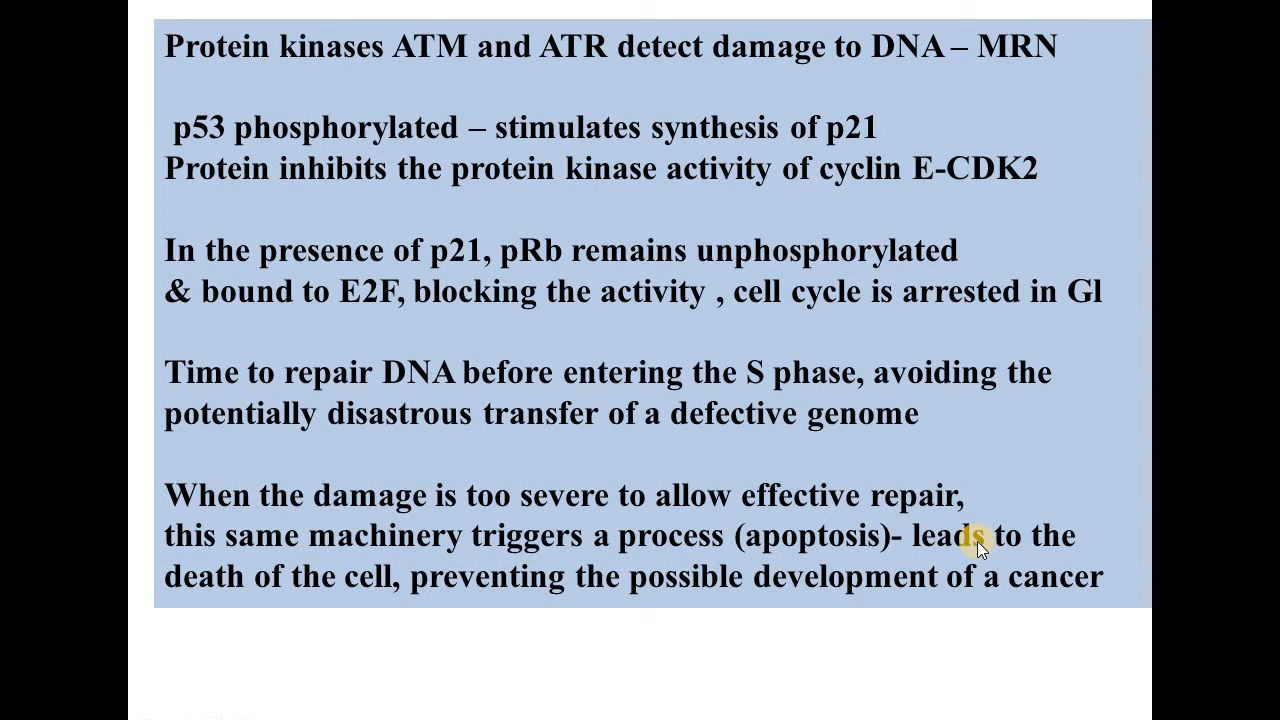 Protein kinases ATM and ATR detect damage to DNA – MRN
p53 phosphorylated – stimulates synthesis of p21
Protein inhibits the protein kinase activity of cyclin E-CDK2
In the presence of p21, pRb remains unphosphorylated
& bound to E2F, blocking the activity , cell cycle is arrested in Gl
Time to repair DNA before entering the S phase, avoiding the
potentially disastrous transfer of a defective genome
When the damage is too severe to allow effective repair,
this same machinery triggers a process (apoptosis)- leads to the
death of the cell, preventing the possible development of a cancer